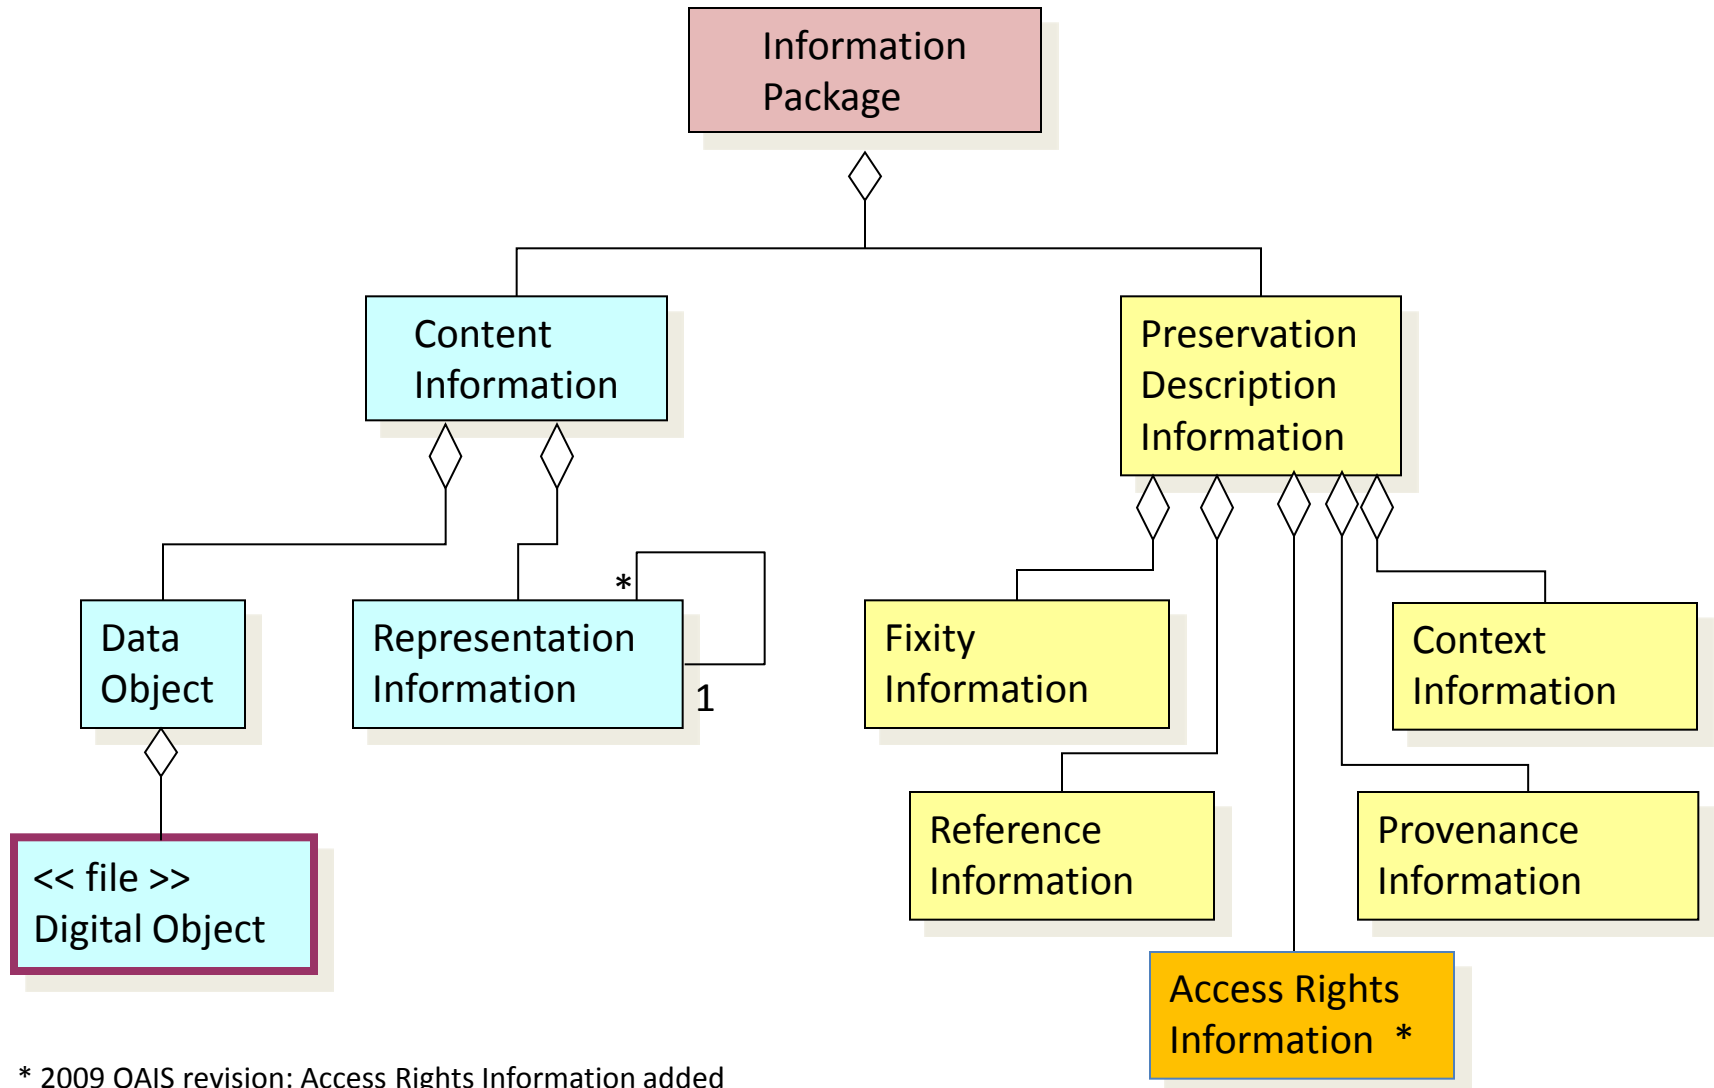 Information
Package
Content
Information
Preservation
Description
Information
*
Data
Object
Representation
Information
1
Fixity
Information
Context
Information
<< file >>
Digital Object
Reference
Information
Provenance
Information
Access Rights
Information *
* 2009 OAIS revision: Access Rights Information added